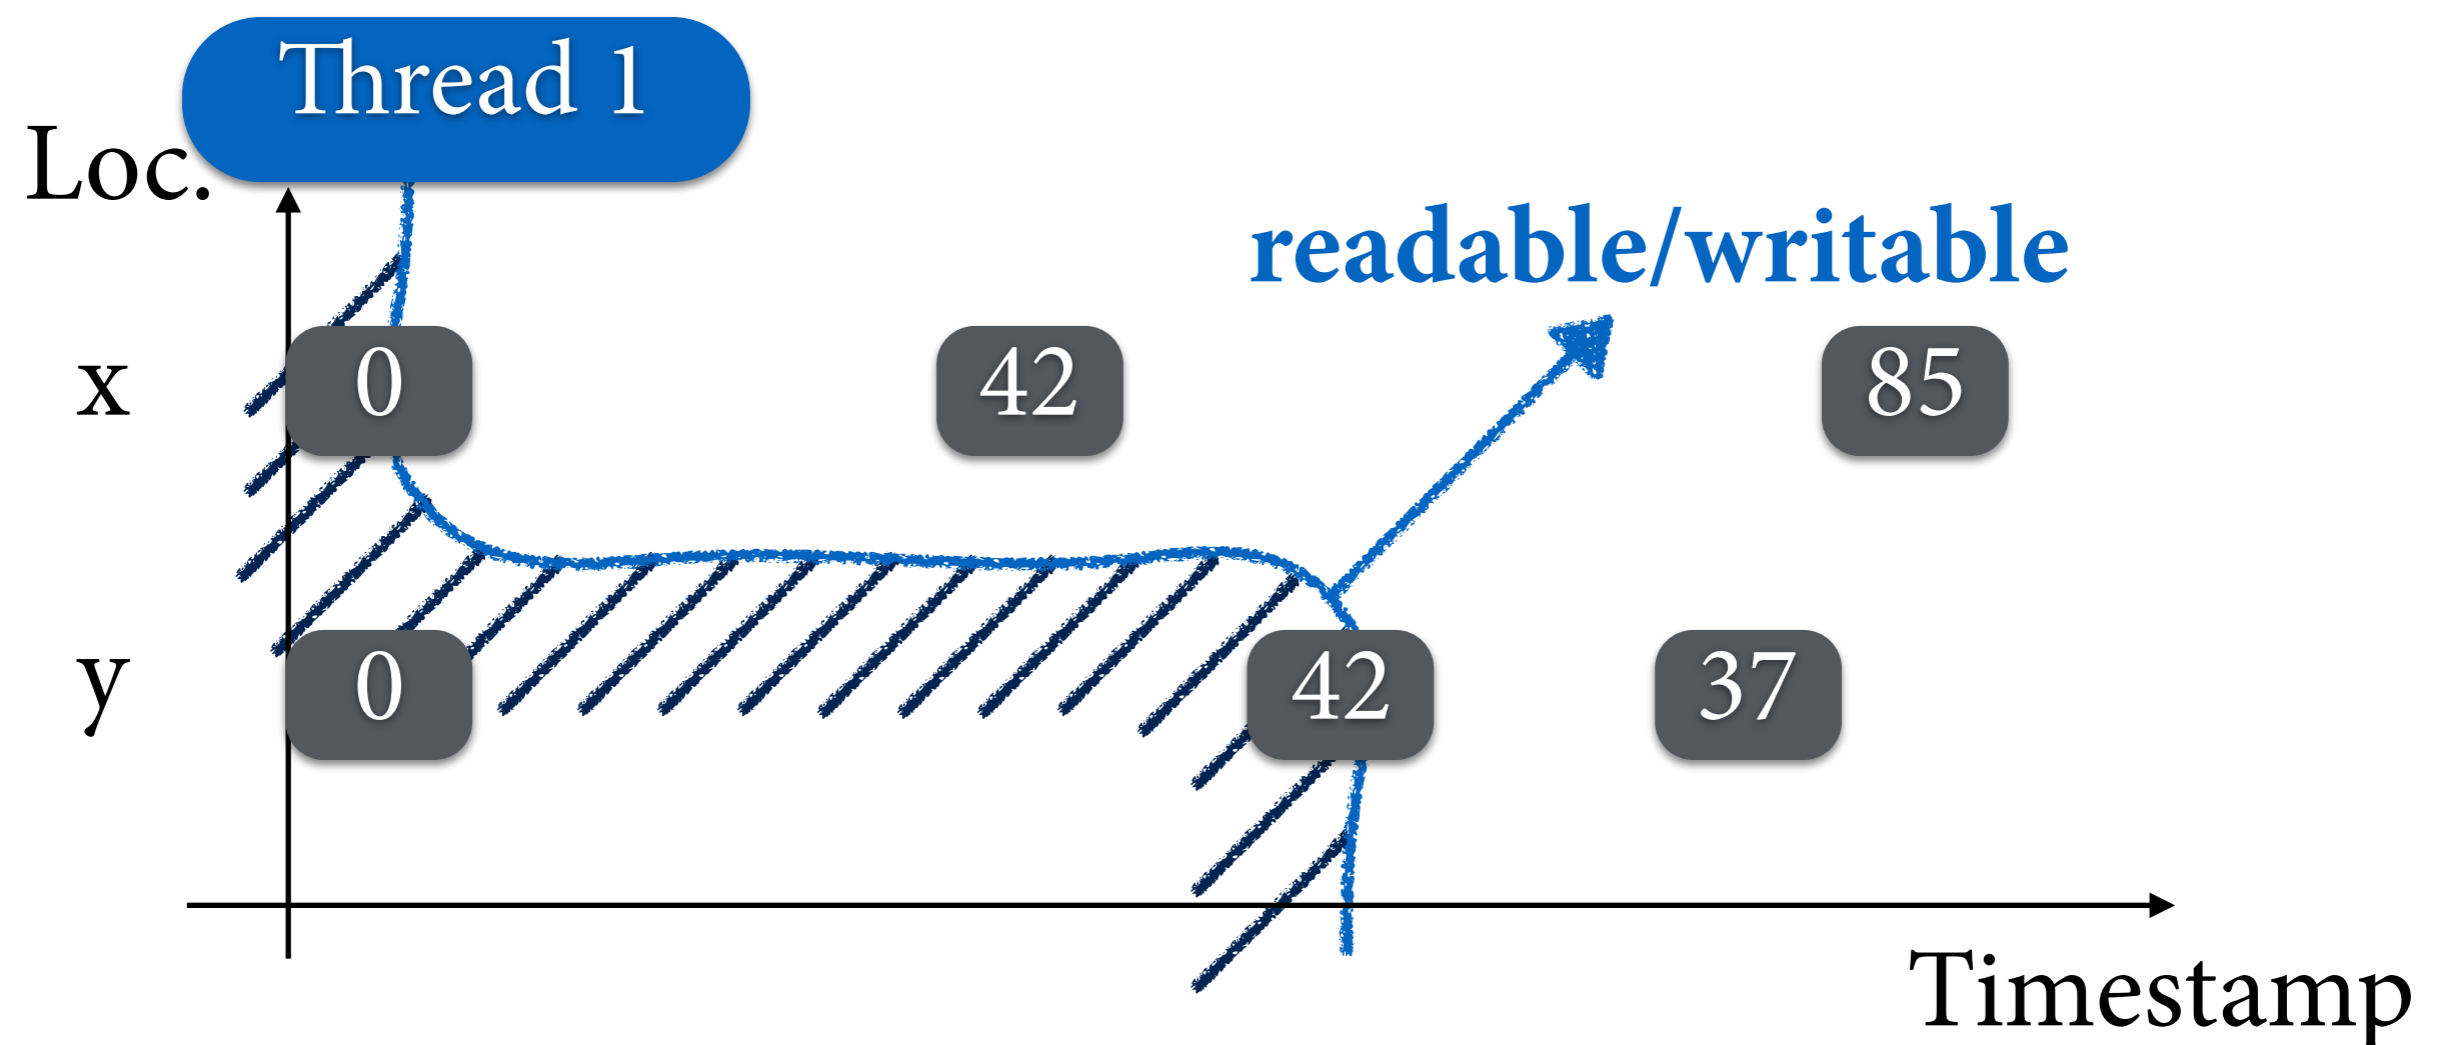 Thread 1
Loc.
readable/writable
x 0 42 85
y 0 42 37
Timestamp